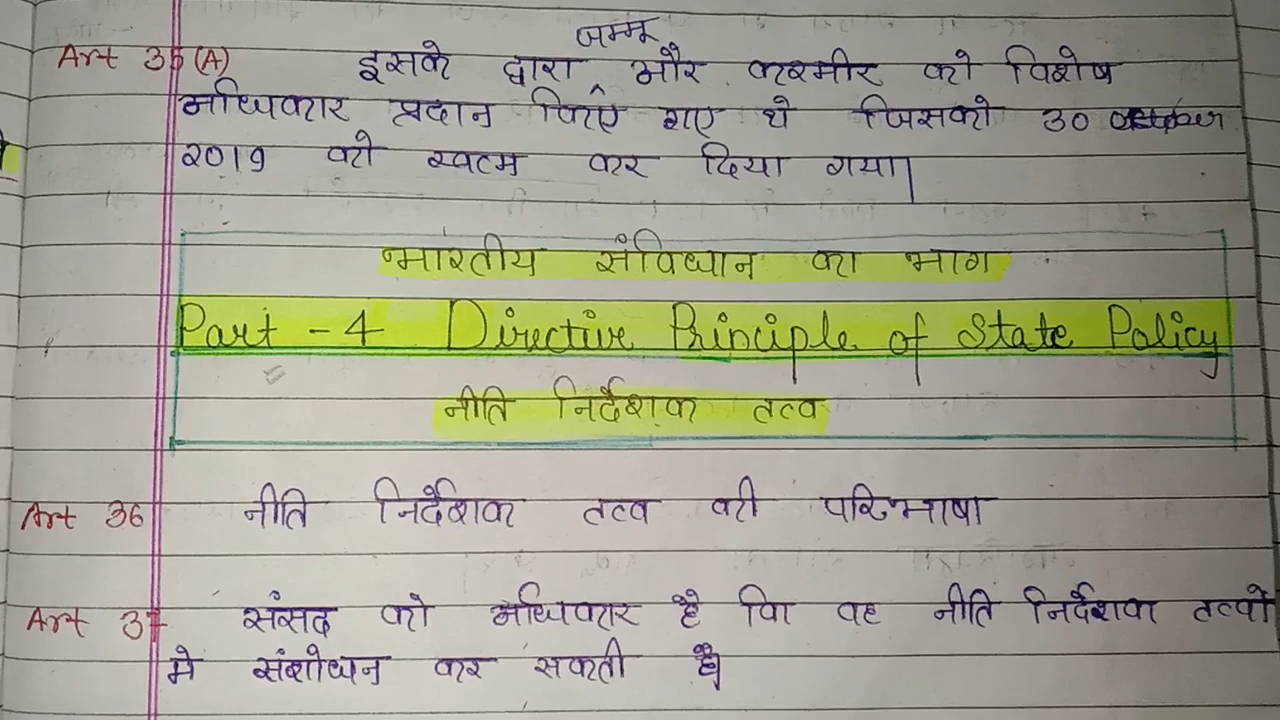 जम्मू
Art 35(A) इसके द्वारा और कश्मीर को विशेष
अधिकार प्रदान किए गए थे जिसको 30
2019 को खत्म कर दिया गया|
भारतीय संविधान का भाग
Part - 4 Directive Principle of State Policy
नीति निर्देशक तत्व
Art 36 नीति निर्देशक तत्व की परिभाषा
Art 37 संसद को अधिकार है कि वह नीति निर्देशक तत्वो
मे संशोधन कर सकती है|